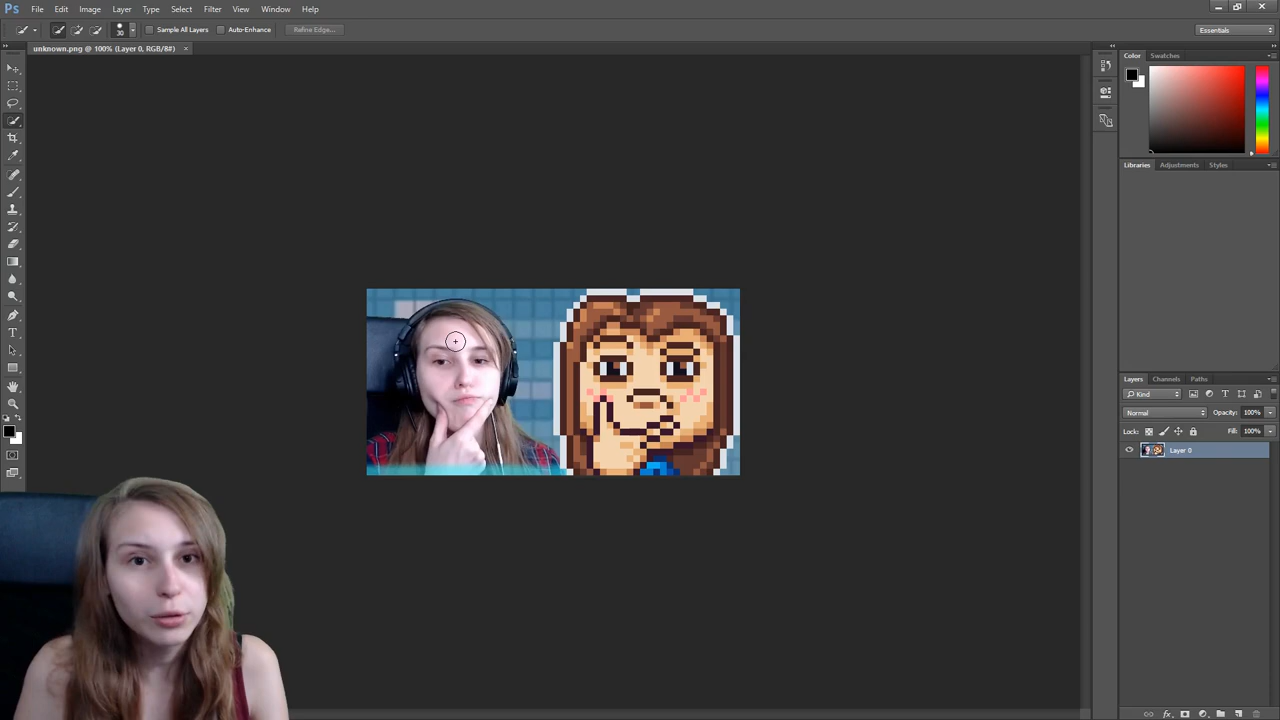 Ps File Edit Image Layer Type Select Filter View Window Help
30 Sample All Layers Auto-Enhance Refine Edge... Essentials
unknown.png @ 100% (Layer 0, RGB/8#) ×
Color Swatches
Libraries Adjustments Styles
Layers Channels Paths
Kind
Normal Opacity: 100%
Lock: Fill: 100%
Layer 0